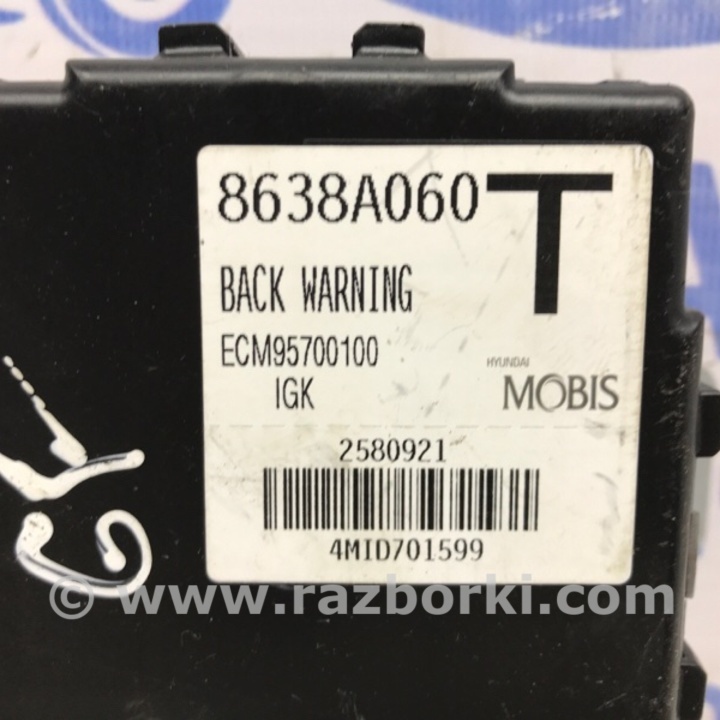 8638A060 T
BACK WARNING
ECM95700100
IGK
HYUNDAI
MOBIS
2580921
4MID701599
© www.razborki.com